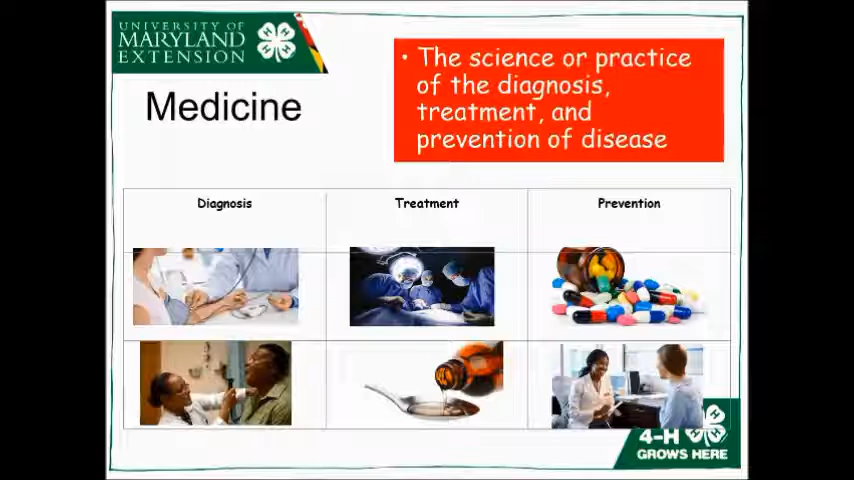 UNIVERSITY OF
MARYLAND
EXTENSION
Medicine
• The science or practice
of the diagnosis,
treatment, and
prevention of disease
Diagnosis
Treatment
Prevention
4-H
GROWS HERE